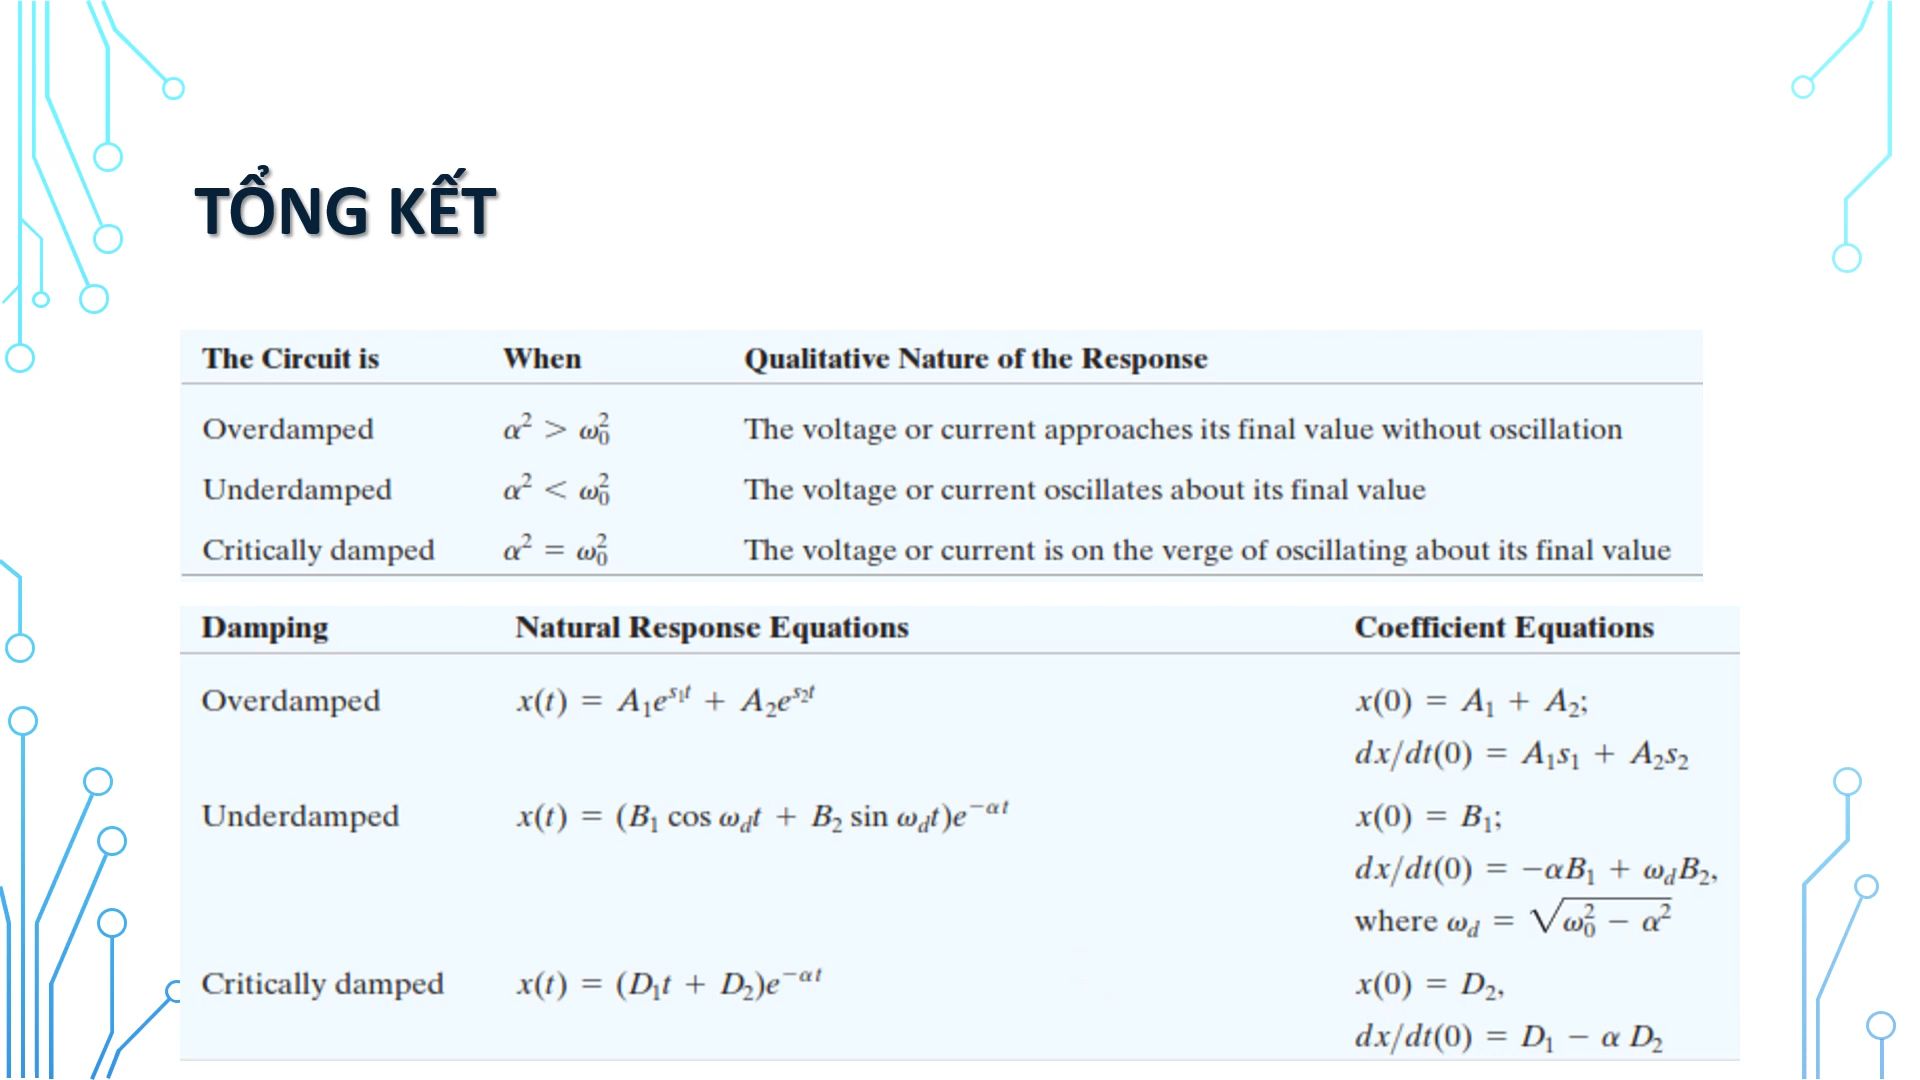 TỔNG KẾT
The Circuit is When Qualitative Nature of the Response
Overdamped α² > ω₀² The voltage or current approaches its final value without oscillation
Underdamped α² < ω₀² The voltage or current oscillates about its final value
Critically damped α² = ω₀² The voltage or current is on the verge of oscillating about its final value
Damping Natural Response Equations Coefficient Equations
Overdamped x(t) = A₁e^{s₁t} + A₂e^{s₂t} x(0) = A₁ + A₂;
dx/dt(0) = A₁s₁ + A₂s₂
Underdamped x(t) = (B₁ cos ω_d t + B₂ sin ω_d t)e^{−αt} x(0) = B₁;
dx/dt(0) = −αB₁ + ω_d B₂,
where ω_d = √(ω₀² − α²)
Critically damped x(t) = (D₁t + D₂)e^{−αt} x(0) = D₂,
dx/dt(0) = D₁ − α D₂